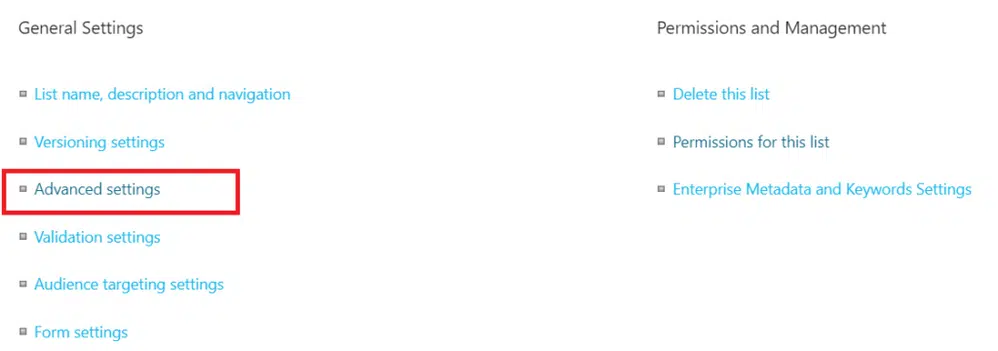 General Settings
List name, description and navigation
Versioning settings
Advanced settings
Validation settings
Audience targeting settings
Form settings
Permissions and Management
Delete this list
Permissions for this list
Enterprise Metadata and Keywords Settings